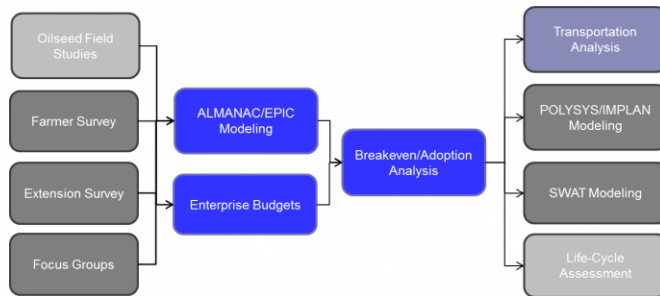 Oilseed Field
Studies
Farmer Survey
Extension Survey
Focus Groups
ALMANAC/EPIC
Modeling
Enterprise Budgets
Breakeven/Adoption
Analysis
Transportation
Analysis
POLYSYS/IMPLAN
Modeling
SWAT Modeling
Life-Cycle
Assessment